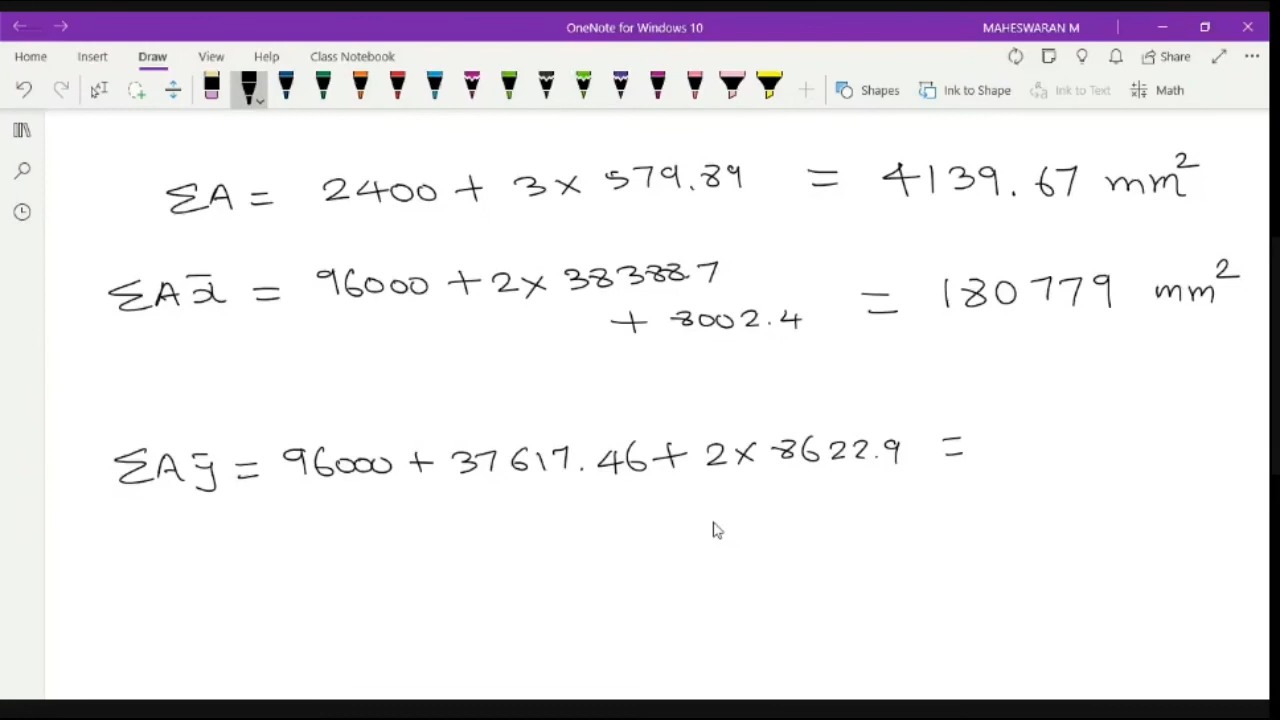 OneNote for Windows 10
MAHESWARAN M
Home Insert Draw View Help Class Notebook
Share
Shapes Ink to Shape Ink to Text Math
ΣA = 2400 + 3 × 579.89 = 4139.67 mm²
ΣAx̄ = 96000 + 2 × 383887
+ 8002.4 = 180779 mm²
ΣAȳ = 96000 + 37617.46 + 2 × 8622.9 =